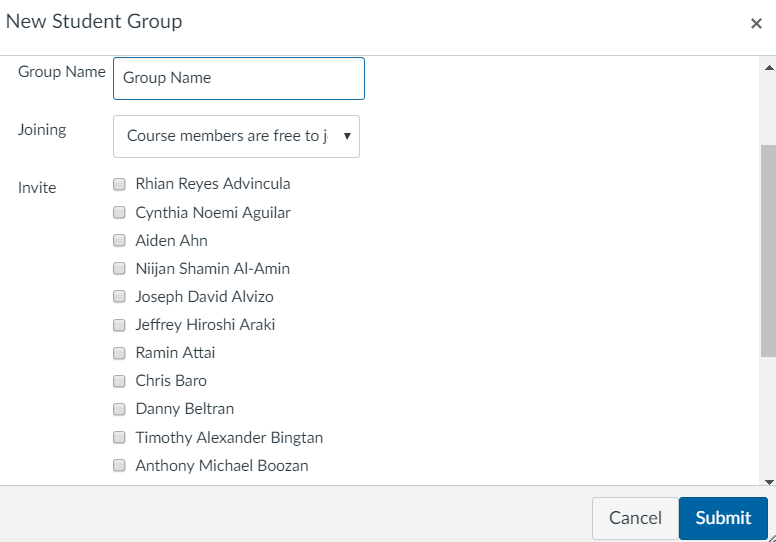 New Student Group ×
Group Name Group Name
Joining Course members are free to j
Invite Rhian Reyes Advincula
Cynthia Noemi Aguilar
Aiden Ahn
Niijan Shamin Al-Amin
Joseph David Alvizo
Jeffrey Hiroshi Araki
Ramin Attai
Chris Baro
Danny Beltran
Timothy Alexander Bingtan
Anthony Michael Boozan
Cancel Submit